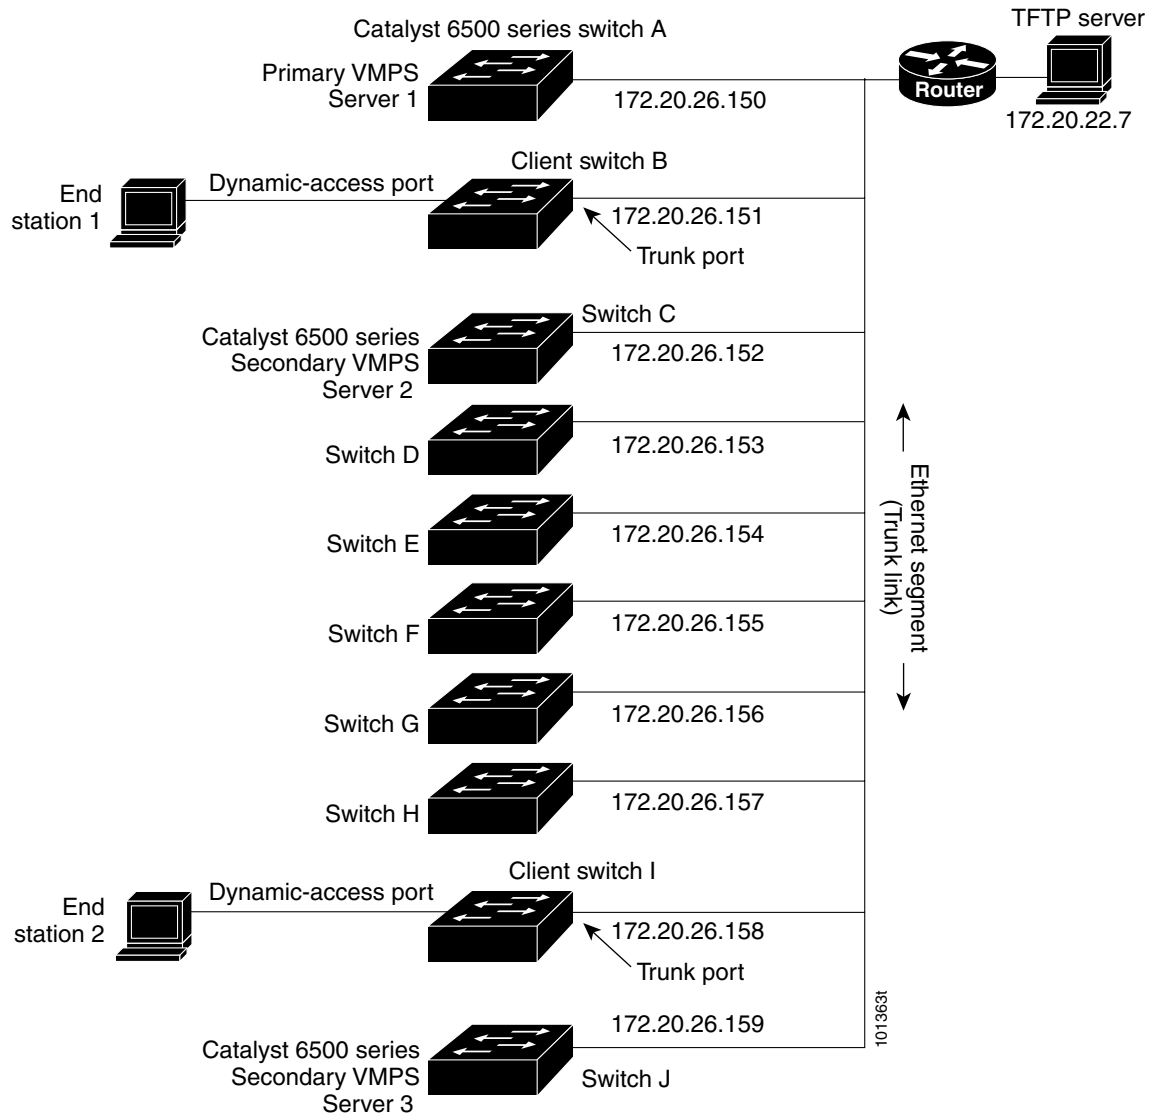 Catalyst 6500 series switch A
TFTP server
Primary VMPS
Server 1
172.20.26.150
Router
172.20.22.7
Client switch B
End
station 1
Dynamic-access port
172.20.26.151
Trunk port
Switch C
Catalyst 6500 series
Secondary VMPS
Server 2
172.20.26.152
Switch D
172.20.26.153
Switch E
172.20.26.154
Ethernet segment
(Trunk link)
Switch F
172.20.26.155
Switch G
172.20.26.156
Switch H
172.20.26.157
Client switch I
End
station 2
Dynamic-access port
172.20.26.158
Trunk port
172.20.26.159
Catalyst 6500 series
Secondary VMPS
Server 3
Switch J
101363t